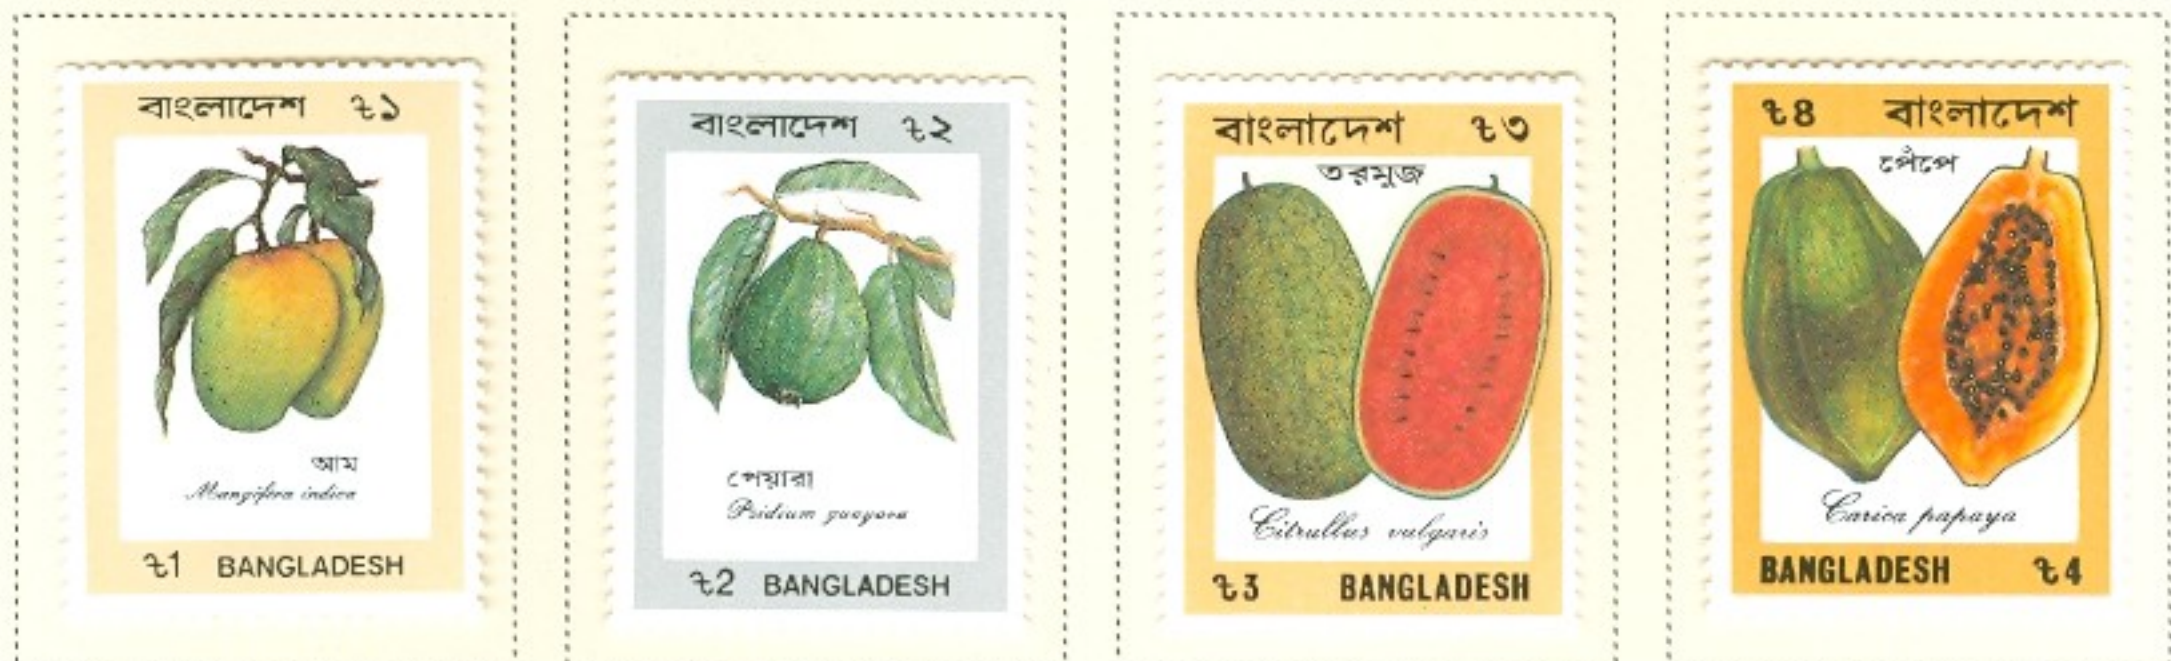 বাংলাদেশ ৳১
আম
Mangifera indica
৳1 BANGLADESH
বাংলাদেশ ৳২
পেয়ারা
Psidium guayava
৳2 BANGLADESH
বাংলাদেশ ৳৩
তরমুজ
Citrullus vulgaris
৳3 BANGLADESH
৳৪ বাংলাদেশ
পেঁপে
Carica papaya
BANGLADESH ৳4